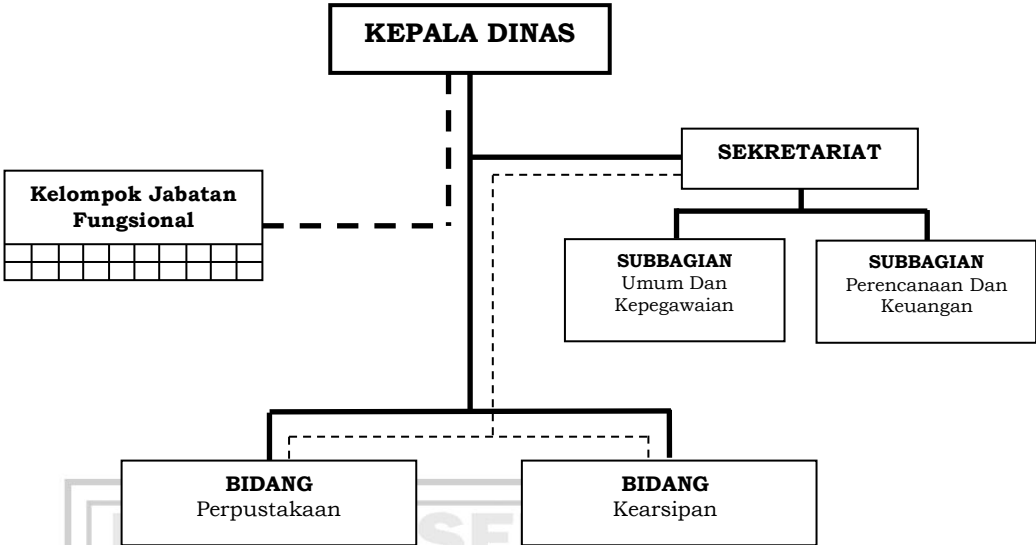 KEPALA DINAS
SEKRETARIAT
Kelompok Jabatan
Fungsional
SUBBAGIAN
Umum Dan
Kepegawaian
SUBBAGIAN
Perencanaan Dan
Keuangan
BIDANG
Perpustakaan
BIDANG
Kearsipan